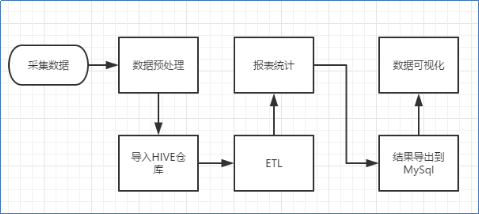 采集数据
数据预处理
报表统计
数据可视化
导入HIVE仓
库
ETL
结果导出到
MySql